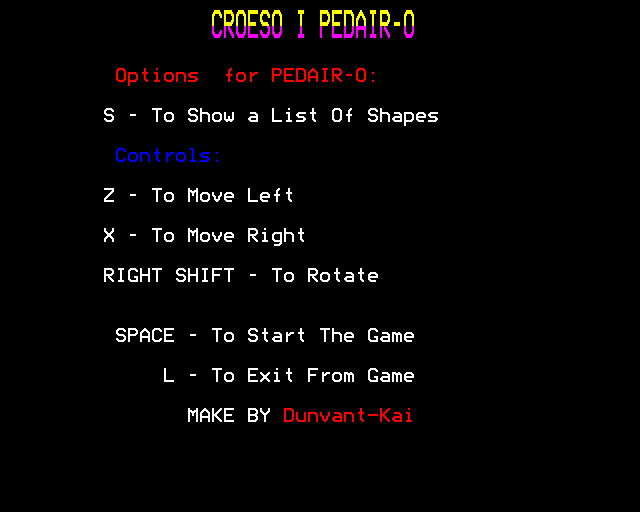 CROESO I PEDAIR-O
Options for PEDAIR-O:
S - To Show a List Of Shapes
Controls:
Z - To Move Left
X - To Move Right
RIGHT SHIFT - To Rotate
SPACE - To Start The Game
L - To Exit From Game
MAKE BY Dunvant-Kai